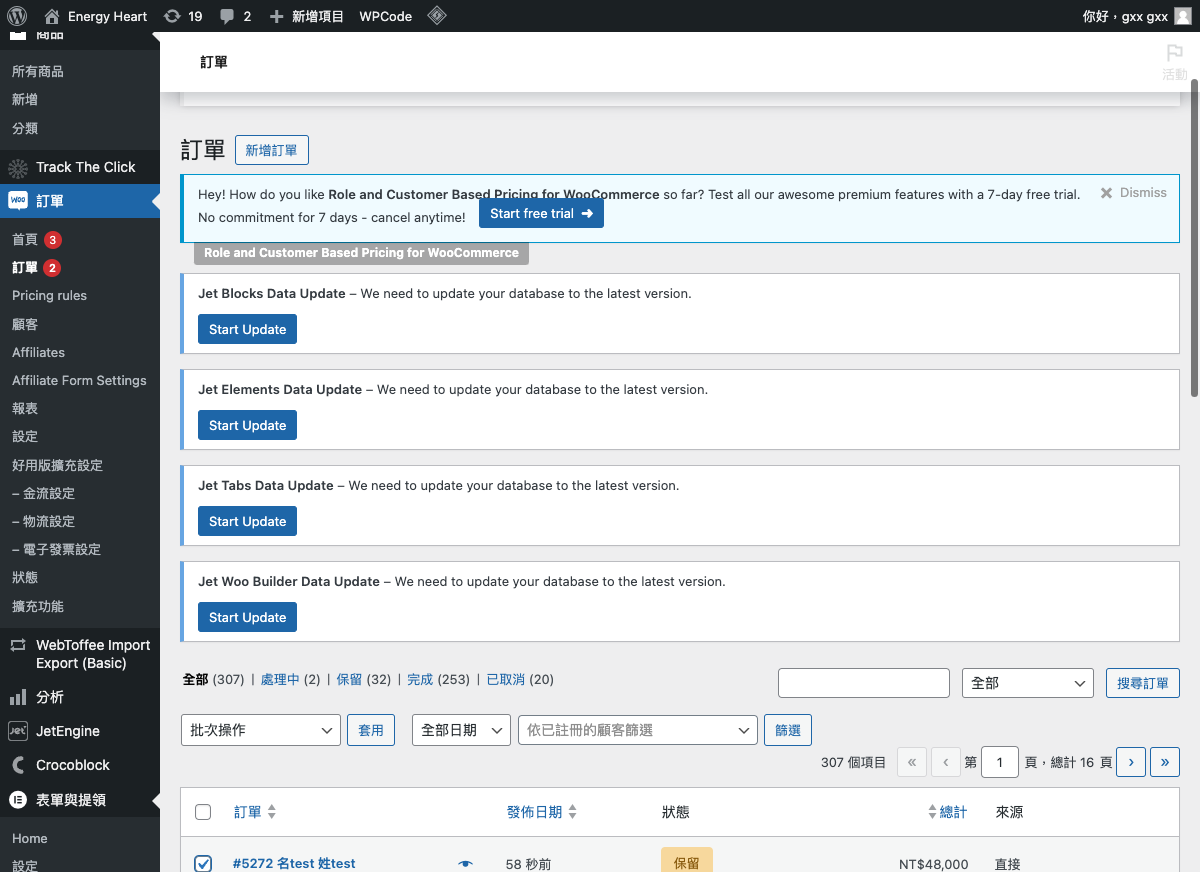 Energy Heart
19
2
新增項目
WPCode
你好，gxx gxx
商品
訂單
活動
所有商品
新增
分類
Track The Click
訂單
首頁 3
訂單 2
Pricing rules
顧客
Affiliates
Affiliate Form Settings
報表
設定
好用版擴充設定
– 金流設定
– 物流設定
– 電子發票設定
狀態
擴充功能
WebToffee Import
Export (Basic)
分析
JetEngine
Crocoblock
表單與提領
Home
設定
訂單
新增訂單
Hey! How do you like Role and Customer Based Pricing for WooCommerce so far? Test all our awesome premium features with a 7-day free trial.
Dismiss
No commitment for 7 days - cancel anytime!
Start free trial ➜
Role and Customer Based Pricing for WooCommerce
Jet Blocks Data Update – We need to update your database to the latest version.
Start Update
Jet Elements Data Update – We need to update your database to the latest version.
Start Update
Jet Tabs Data Update – We need to update your database to the latest version.
Start Update
Jet Woo Builder Data Update – We need to update your database to the latest version.
Start Update
全部 (307) | 處理中 (2) | 保留 (32) | 完成 (253) | 已取消 (20)
全部
搜尋訂單
批次操作
套用
全部日期
依已註冊的顧客篩選
篩選
307 個項目 « ‹ 第 1 頁，總計 16 頁 › »
訂單 發佈日期 狀態 總計 來源
#5272 名test 姓test 58 秒前 保留 NT$48,000 直接